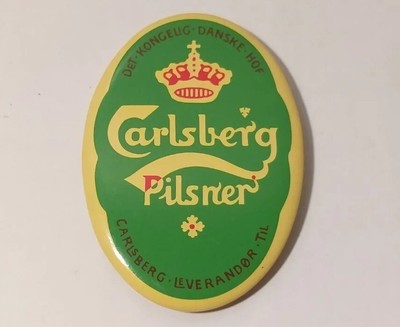 DET·KONGELIG·DANSKE·HOF
Carlsberg
Pilsner
CARLSBERG·LEVERANDØR·TIL